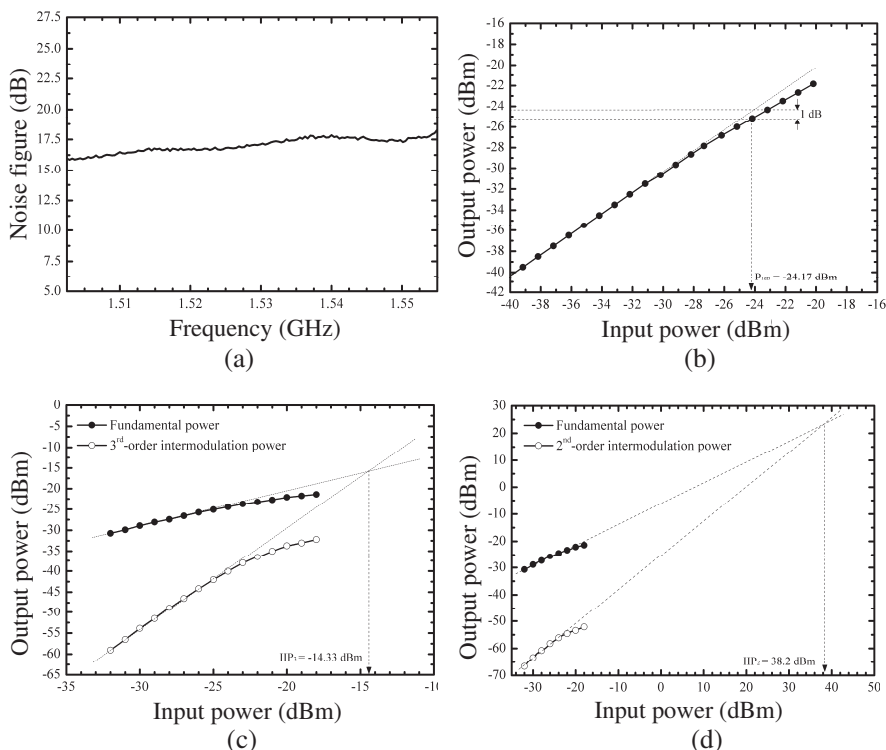 27.5
25.0
22.5
20.0
17.5
15.0
12.5
10.0
7.5
5.0
Noise figure (dB)
1.51 1.52 1.53 1.54 1.55
Frequency (GHz)
(a)
-16
-18
-20
-22
-24
-26
-28
-30
-32
-34
-36
-38
-40
-42
Output power (dBm)
1 dB
= -24.17 dBm
-40 -38 -36 -34 -32 -30 -28 -26 -24 -22 -20 -18 -16
Input power (dBm)
(b)
0
-5
-10
-15
-20
-25
-30
-35
-40
-45
-50
-55
-60
-65
Output power (dBm)
Fundamental power
3rd-order intermodulation power
IIP3 = -14.33 dBm
-35 -30 -25 -20 -15 -10
Input power (dBm)
(c)
30
20
10
0
-10
-20
-30
-40
-50
-60
-70
Output power (dBm)
Fundamental power
2nd-order intermodulation power
IIP2 = 38.2 dBm
-30 -20 -10 0 10 20 30 40 50
Input power (dBm)
(d)